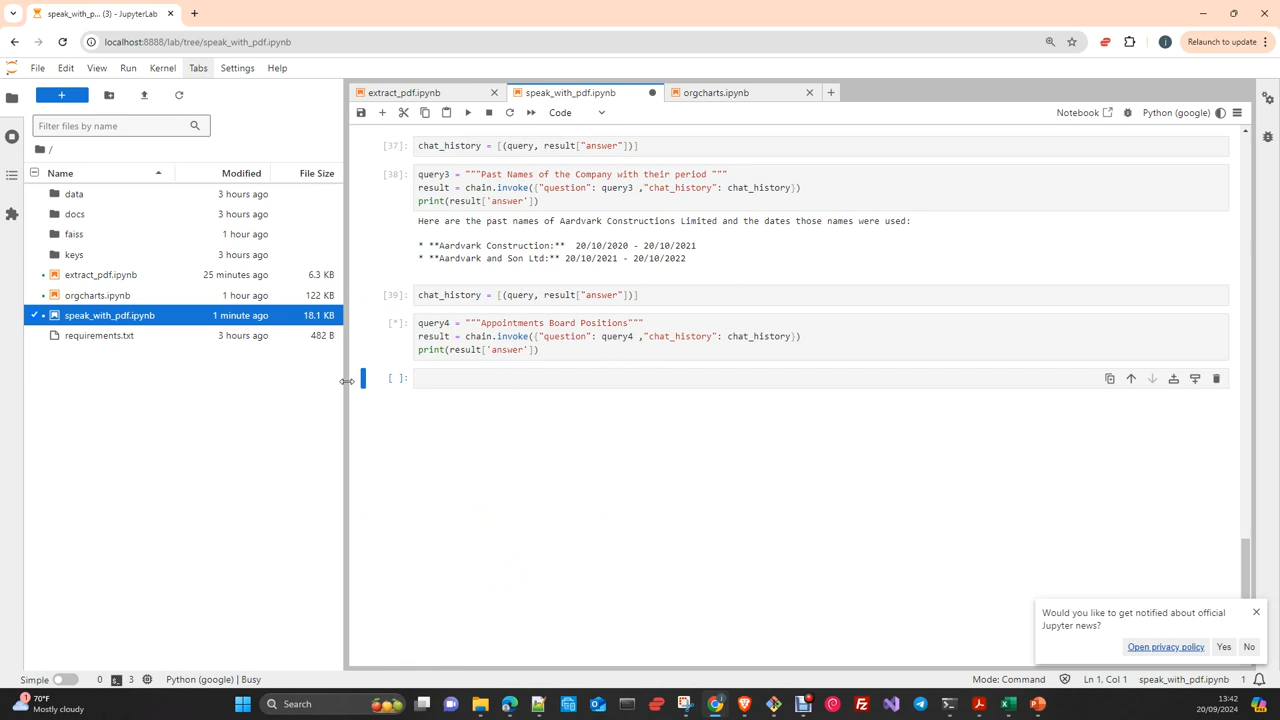 speak_with_p... (3) - JupyterLab
localhost:8888/lab/tree/speak_with_pdf.ipynb
Relaunch to update
File Edit View Run Kernel Tabs Settings Help
extract_pdf.ipynb
speak_with_pdf.ipynb
orgcharts.ipynb
Code
Notebook
Python (google)
Filter files by name
/
Name Modified File Size
data 3 hours ago
docs 3 hours ago
faiss 1 hour ago
keys 3 hours ago
extract_pdf.ipynb 25 minutes ago 6.3 KB
orgcharts.ipynb 1 hour ago 122 KB
speak_with_pdf.ipynb 1 minute ago 18.1 KB
requirements.txt 3 hours ago 482 B
[37]: chat_history = [(query, result["answer"])]
[38]: query3 = """Past Names of the Company with their period """
result = chain.invoke({"question": query3 ,"chat_history": chat_history})
print(result['answer'])
Here are the past names of Aardvark Constructions Limited and the dates those names were used:
* **Aardvark Construction:** 20/10/2020 - 20/10/2021
* **Aardvark and Son Ltd:** 20/10/2021 - 20/10/2022
[39]: chat_history = [(query, result["answer"])]
[*]: query4 = """Appointments Board Positions"""
result = chain.invoke({"question": query4 ,"chat_history": chat_history})
print(result['answer'])
[ ]:
Would you like to get notified about official
Jupyter news?
Open privacy policy Yes No
Simple 0 3 Python (google) | Busy
Mode: Command Ln 1, Col 1 speak_with_pdf.ipynb 1
70°F
Mostly cloudy
Search
13:42
20/09/2024